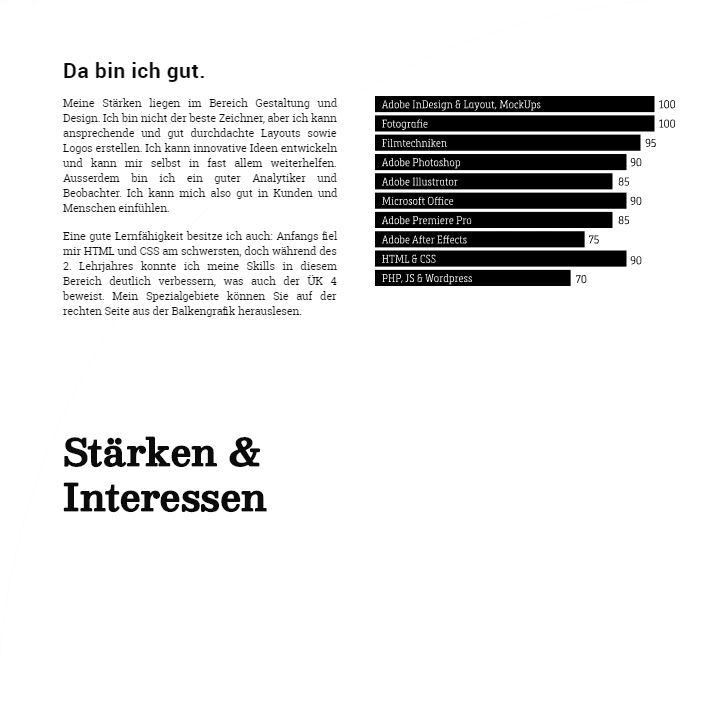 Da bin ich gut.
Meine Stärken liegen im Bereich Gestaltung und
Design. Ich bin nicht der beste Zeichner, aber ich kann
ansprechende und gut durchdachte Layouts sowie
Logos erstellen. Ich kann innovative Ideen entwickeln
und kann mir selbst in fast allem weiterhelfen.
Ausserdem bin ich ein guter Analytiker und
Beobachter. Ich kann mich also gut in Kunden und
Menschen einfühlen.
Eine gute Lernfähigkeit besitze ich auch: Anfangs fiel
mir HTML und CSS am schwersten, doch während des
2. Lehrjahres konnte ich meine Skills in diesem
Bereich deutlich verbessern, was auch der ÜK 4
beweist. Mein Spezialgebiete können Sie auf der
rechten Seite aus der Balkengrafik herauslesen.
Adobe InDesign & Layout, MockUps 100
Fotografie 100
Filmtechniken 95
Adobe Photoshop 90
Adobe Illustrator 85
Microsoft Office 90
Adobe Premiere Pro 85
Adobe After Effects 75
HTML & CSS 90
PHP, JS & Wordpress 70
Stärken &
Interessen